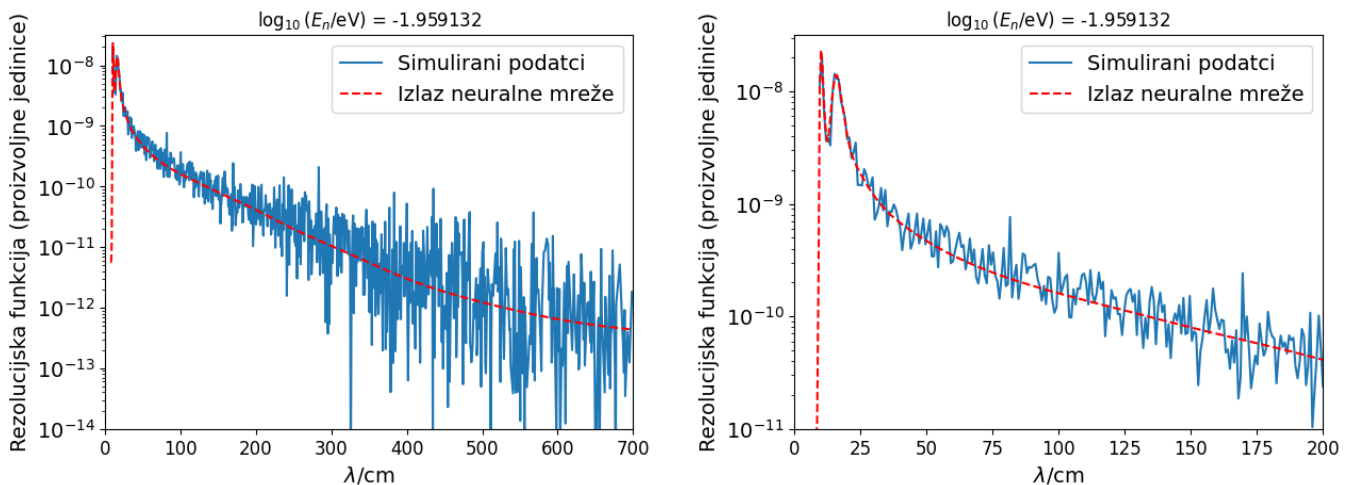 log₁₀ (Eₙ/eV) = -1.959132
Rezolucijska funkcija (proizvoljne jedinice)
Simulirani podatci
Izlaz neuralne mreže
10⁻⁸
10⁻⁹
10⁻¹⁰
10⁻¹¹
10⁻¹²
10⁻¹³
10⁻¹⁴
0 100 200 300 400 500 600 700
λ/cm
log₁₀ (Eₙ/eV) = -1.959132
Rezolucijska funkcija (proizvoljne jedinice)
Simulirani podatci
Izlaz neuralne mreže
10⁻⁸
10⁻⁹
10⁻¹⁰
10⁻¹¹
0 25 50 75 100 125 150 175 200
λ/cm